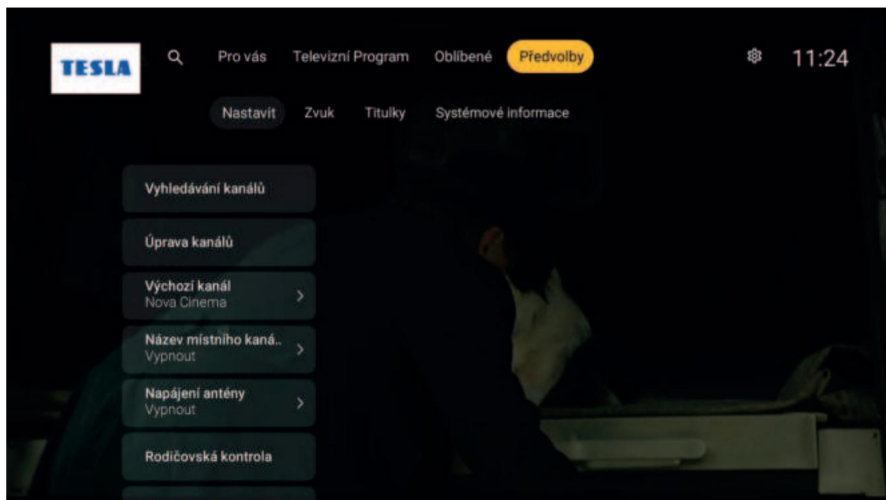 TESLA
Pro vás Televizní Program Oblíbené Předvolby 11:24
Nastavit Zvuk Titulky Systémové informace
Vyhledávání kanálů
Úprava kanálů
Výchozí kanál
Nova Cinema
Název místního kaná..
Vypnout
Napájení antény
Vypnout
Rodičovská kontrola